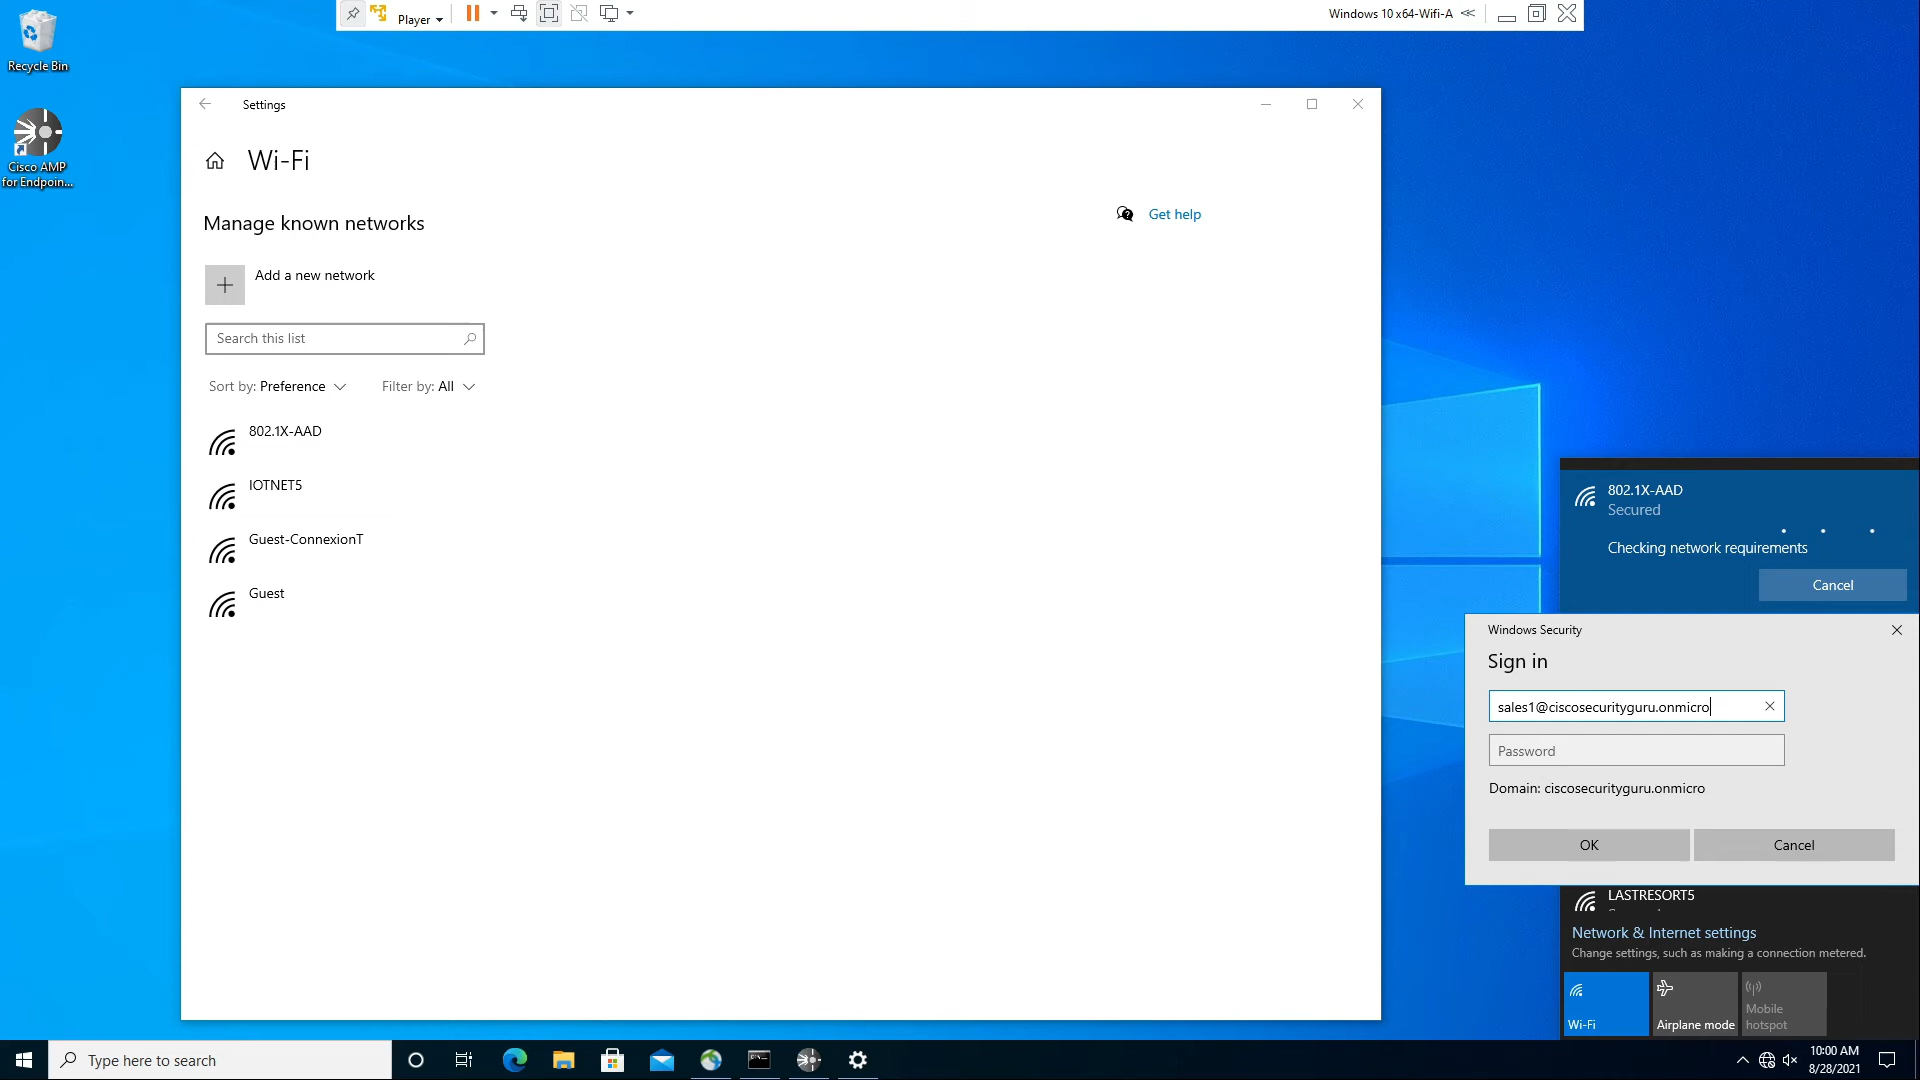 Player
Windows 10 x64-Wifi-A
Recycle Bin
Cisco AMP
for Endpoin...
Settings
Wi-Fi
Manage known networks
Get help
Add a new network
Search this list
Sort by: Preference
Filter by: All
802.1X-AAD
IOTNET5
Guest-ConnexionT
Guest
802.1X-AAD
Secured
Checking network requirements
Cancel
Windows Security
Sign in
sales1@ciscosecurityguru.onmicro
Password
Domain: ciscosecurityguru.onmicro
OK
Cancel
LASTRESORT5
Network & Internet settings
Change settings, such as making a connection metered.
Wi-Fi
Airplane mode
Mobile
hotspot
Type here to search
10:00 AM
8/28/2021